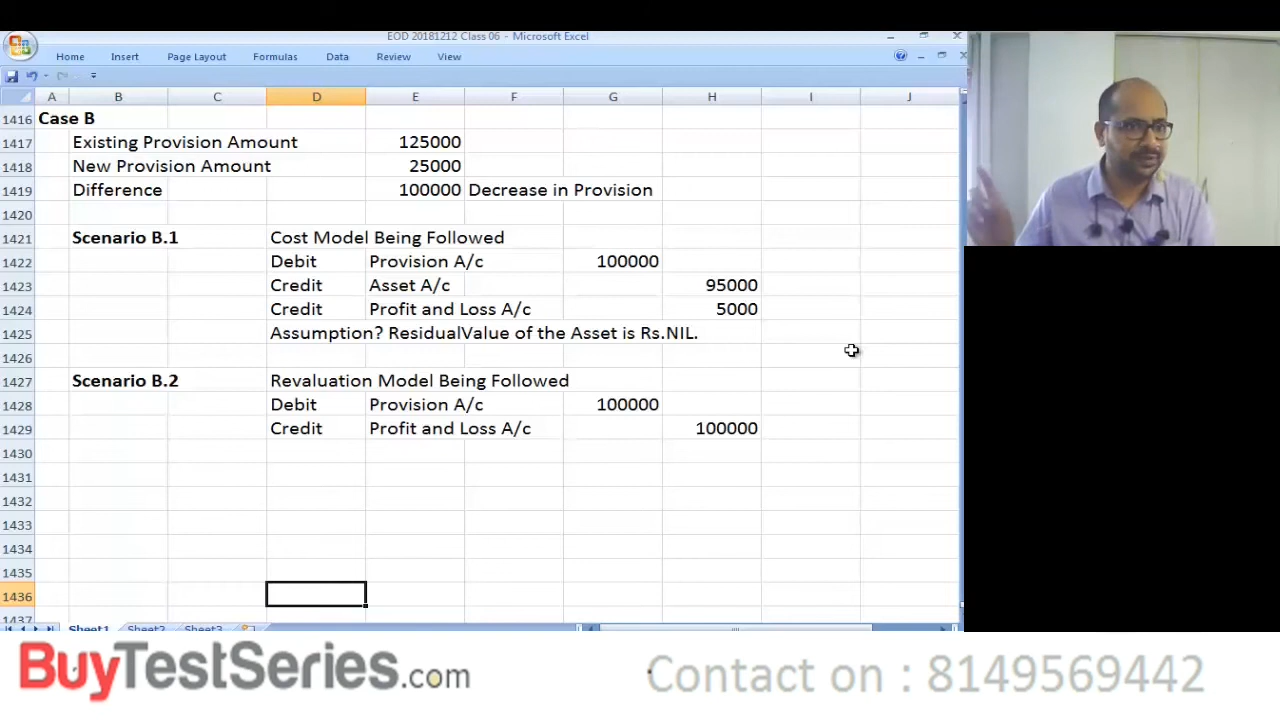 EOD 20181212 Class 06 - Microsoft Excel
Home Insert Page Layout Formulas Data Review View
A B C D E F G H I J
1416 Case B
1417 Existing Provision Amount 125000
1418 New Provision Amount 25000
1419 Difference 100000 Decrease in Provision
1420
1421 Scenario B.1 Cost Model Being Followed
1422 Debit Provision A/c 100000
1423 Credit Asset A/c 95000
1424 Credit Profit and Loss A/c 5000
1425 Assumption? ResidualValue of the Asset is Rs.NIL.
1426
1427 Scenario B.2 Revaluation Model Being Followed
1428 Debit Provision A/c 100000
1429 Credit Profit and Loss A/c 100000
1430
1431
1432
1433
1434
1435
1436
1437
Sheet1 Sheet2 Sheet3
BuyTestSeries.com Contact on : 8149569442